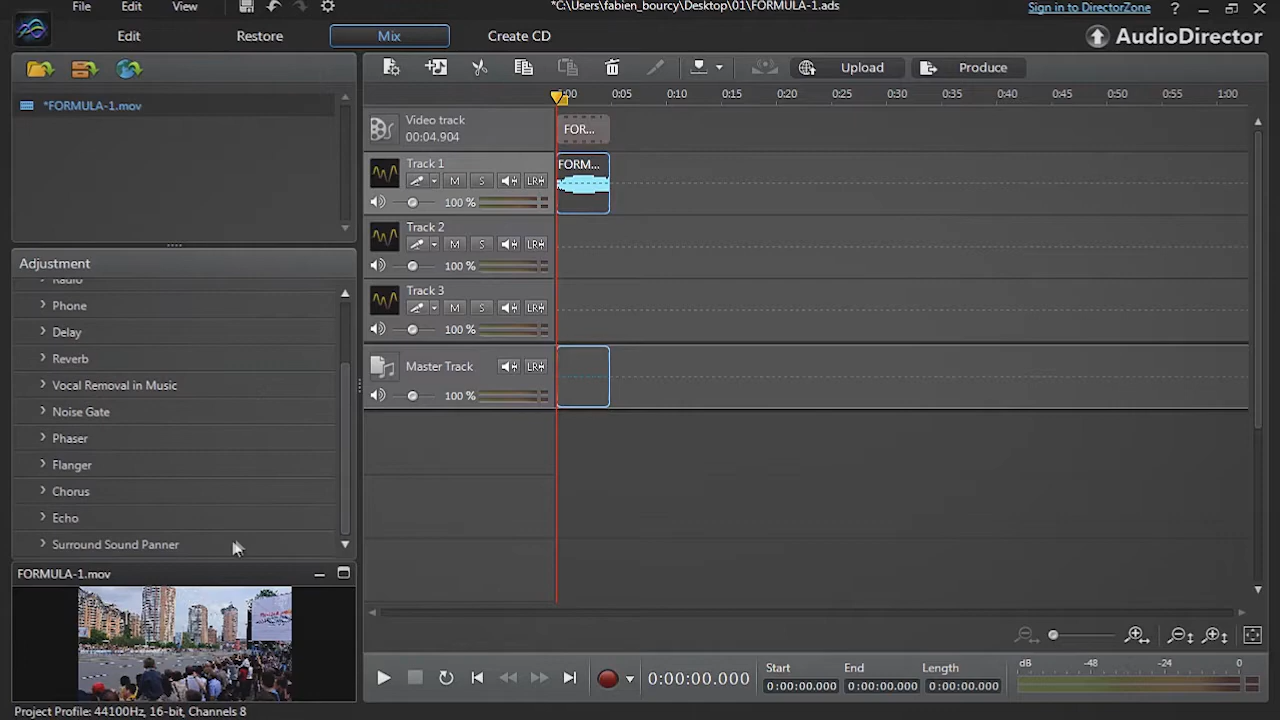 File Edit View
*C:\Users\fabien_bourcy\Desktop\01\FORMULA-1.ads
Sign in to DirectorZone ?
Edit Restore Mix Create CD
AudioDirector
Upload Produce
*FORMULA-1.mov
0:00 0:05 0:10 0:15 0:20 0:25 0:30 0:35 0:40 0:45 0:50 0:55 1:00
Video track
00:04.904
FOR...
Track 1
FORM...
M S LR
100 %
Track 2
M S LR
100 %
Track 3
M S LR
100 %
Master Track LR
100 %
Adjustment
Radio
Phone
Delay
Reverb
Vocal Removal in Music
Noise Gate
Phaser
Flanger
Chorus
Echo
Surround Sound Panner
FORMULA-1.mov
0:00:00.000
Start End Length
0:00:00.000 0:00:00.000 0:00:00.000
dB -48 -24 0
Project Profile: 44100Hz, 16-bit, Channels 8